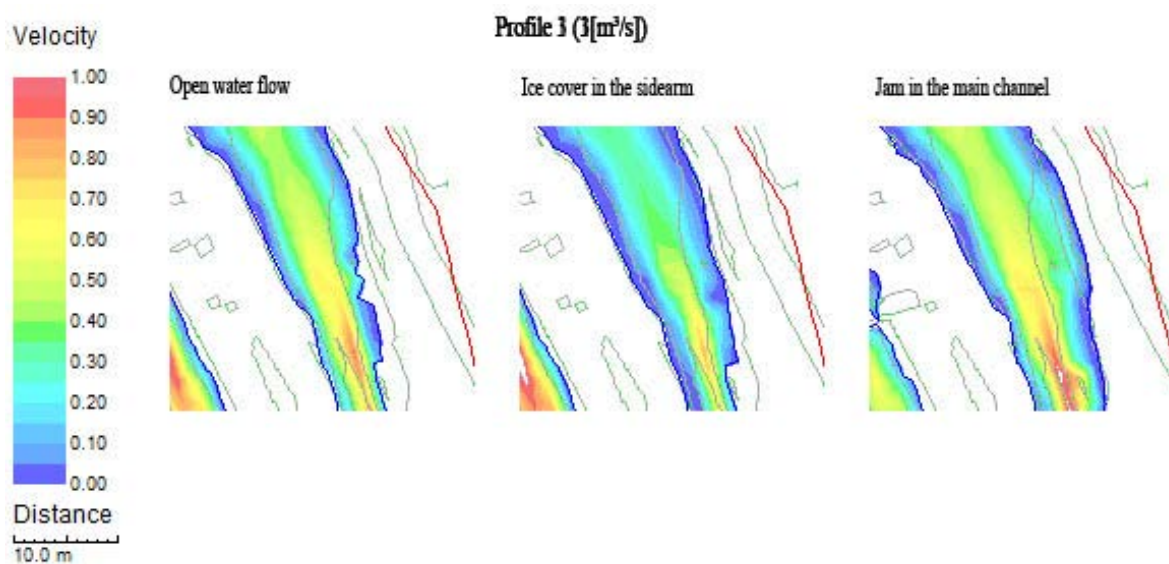 Profile 3 (3[m³/s])
Velocity
Open water flow
Ice cover in the sidearm
Jam in the main channel
1.00
0.90
0.80
0.70
0.60
0.50
0.40
0.30
0.20
0.10
0.00
Distance
10.0 m